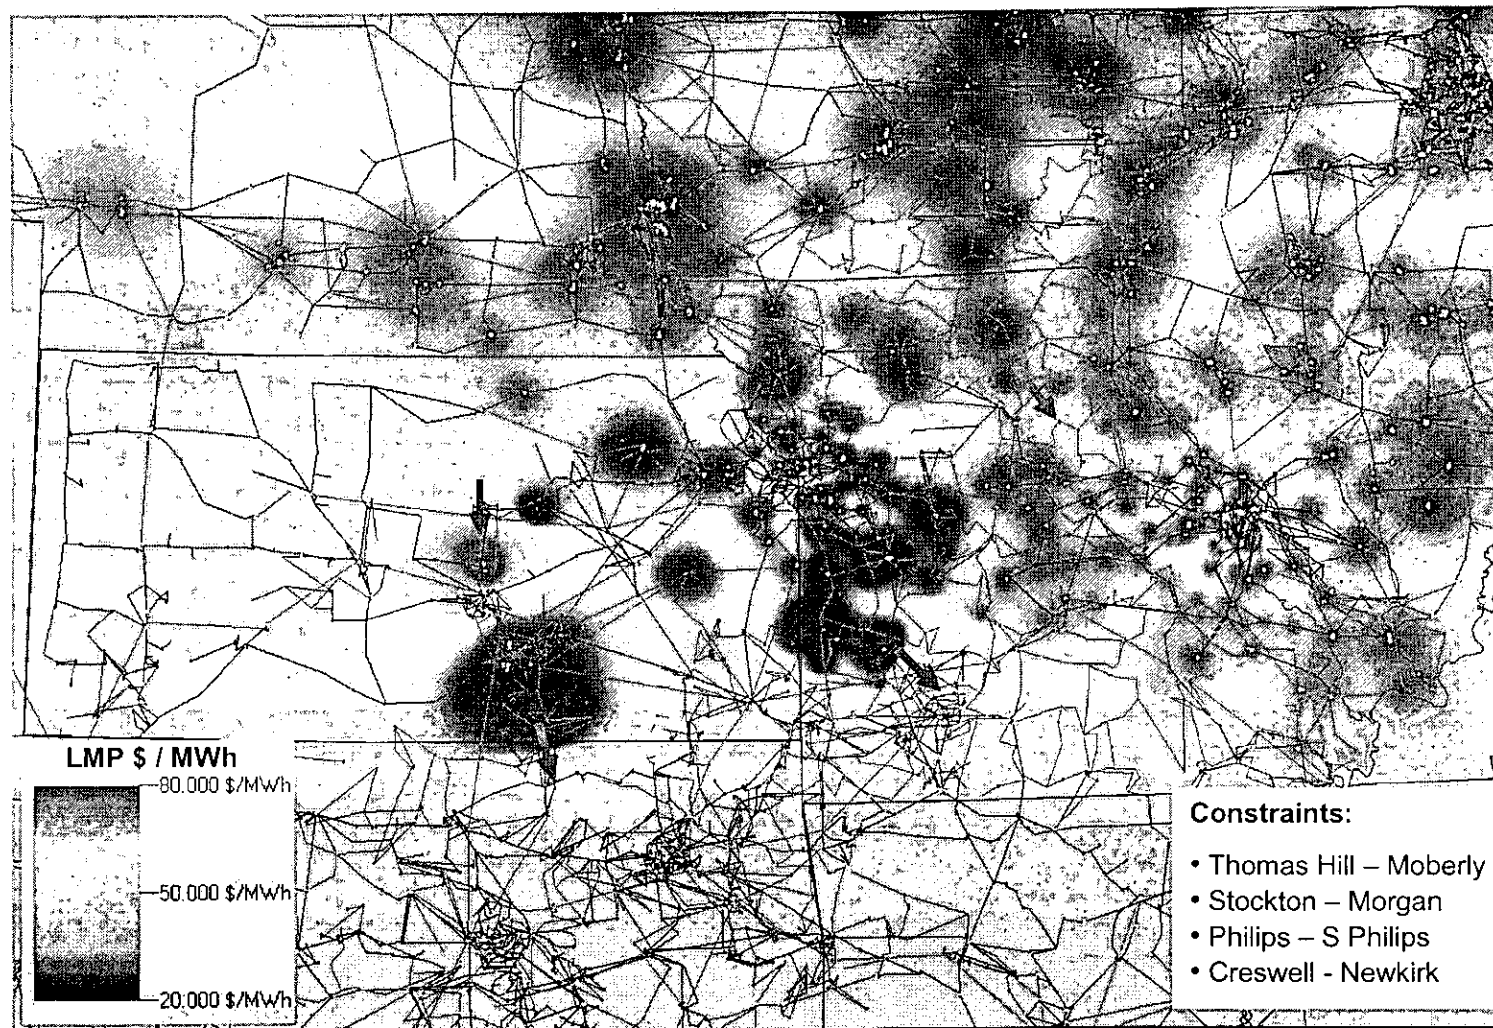 LMP $ / MWh
80.000 $/MWh
50.000 $/MWh
20.000 $/MWh
Constraints:
• Thomas Hill – Moberly
• Stockton – Morgan
• Philips – S Philips
• Creswell - Newkirk
&